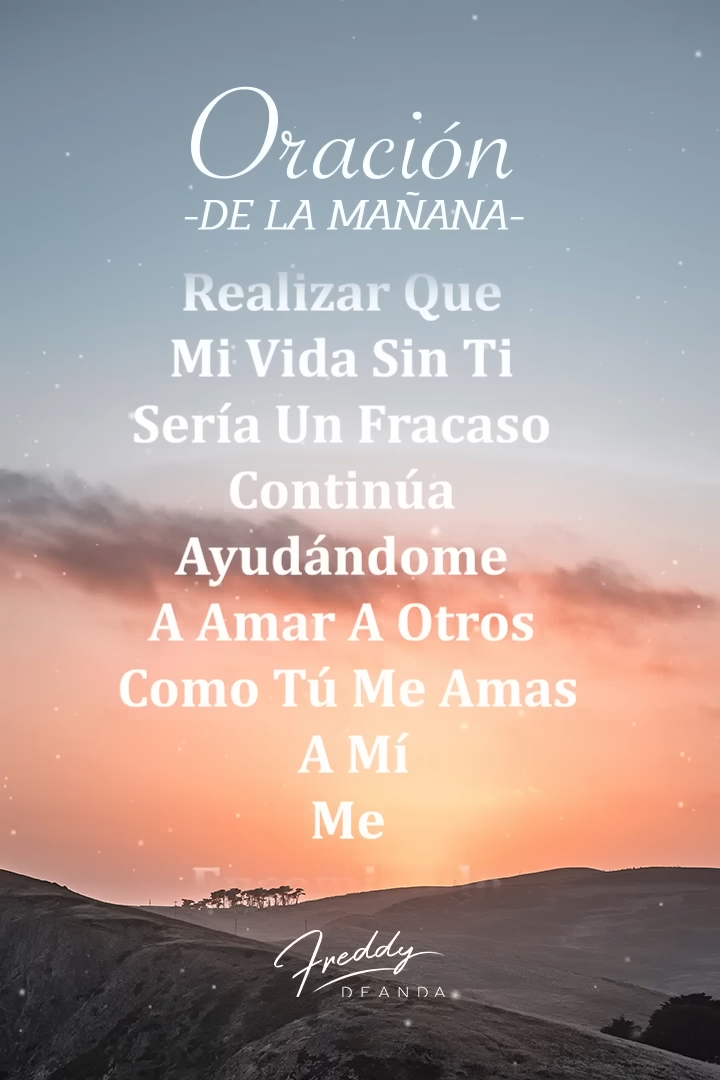 Oración
-DE LA MAÑANA-
Realizar Que
Mi Vida Sin Ti
Sería Un Fracaso
Continúa
Ayudándome
A Amar A Otros
Como Tú Me Amas
A Mí
Me
Freddy
DEANDA